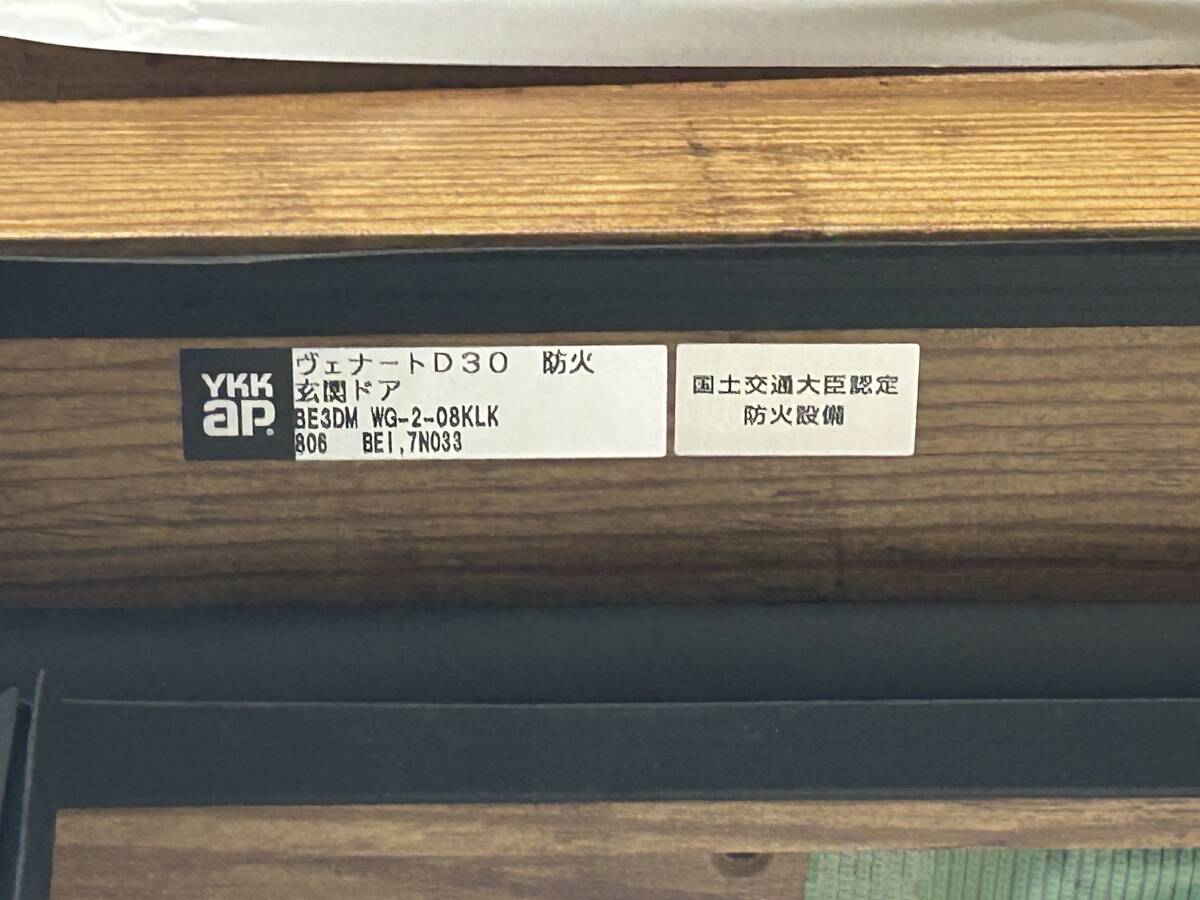 YKK
ap
ヴェナートD30 防火
玄関ドア
BE3DM WG-2-08KLK
806 BEI,7N033
国土交通大臣認定
防火設備